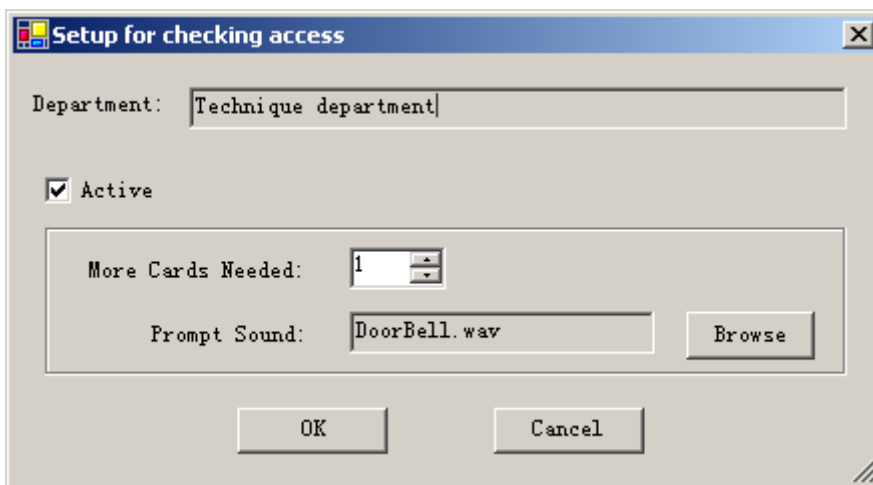 Setup for checking access
Department: Technique department
Active
More Cards Needed: 1
Prompt Sound: DoorBell.wav Browse
OK Cancel